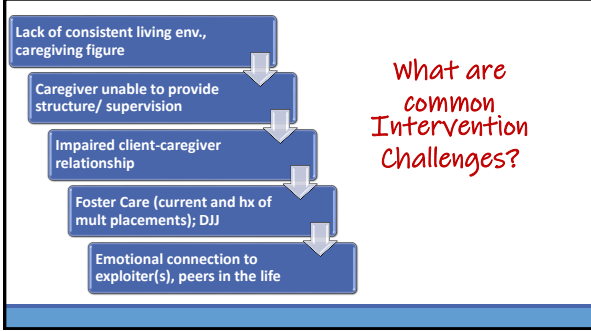 Lack of consistent living env.,
caregiving figure
Caregiver unable to provide
structure/ supervision
Impaired client-caregiver
relationship
Foster Care (current and hx of
mult placements); DJJ
Emotional connection to
exploiter(s), peers in the life
What are
common
Intervention
Challenges?